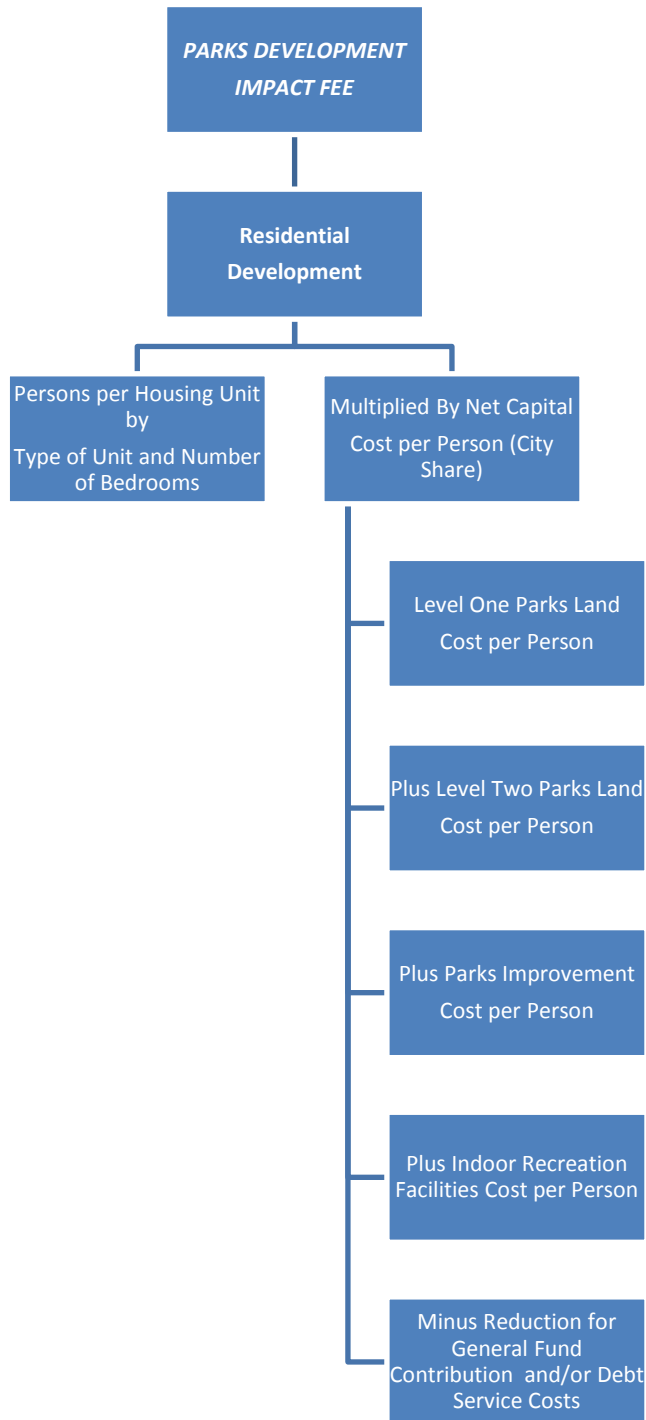 PARKS DEVELOPMENT
IMPACT FEE
Residential
Development
Persons per Housing Unit
by
Type of Unit and Number
of Bedrooms
Multiplied By Net Capital
Cost per Person (City
Share)
Level One Parks Land
Cost per Person
Plus Level Two Parks Land
Cost per Person
Plus Parks Improvement
Cost per Person
Plus Indoor Recreation
Facilities Cost per Person
Minus Reduction for
General Fund
Contribution and/or Debt
Service Costs